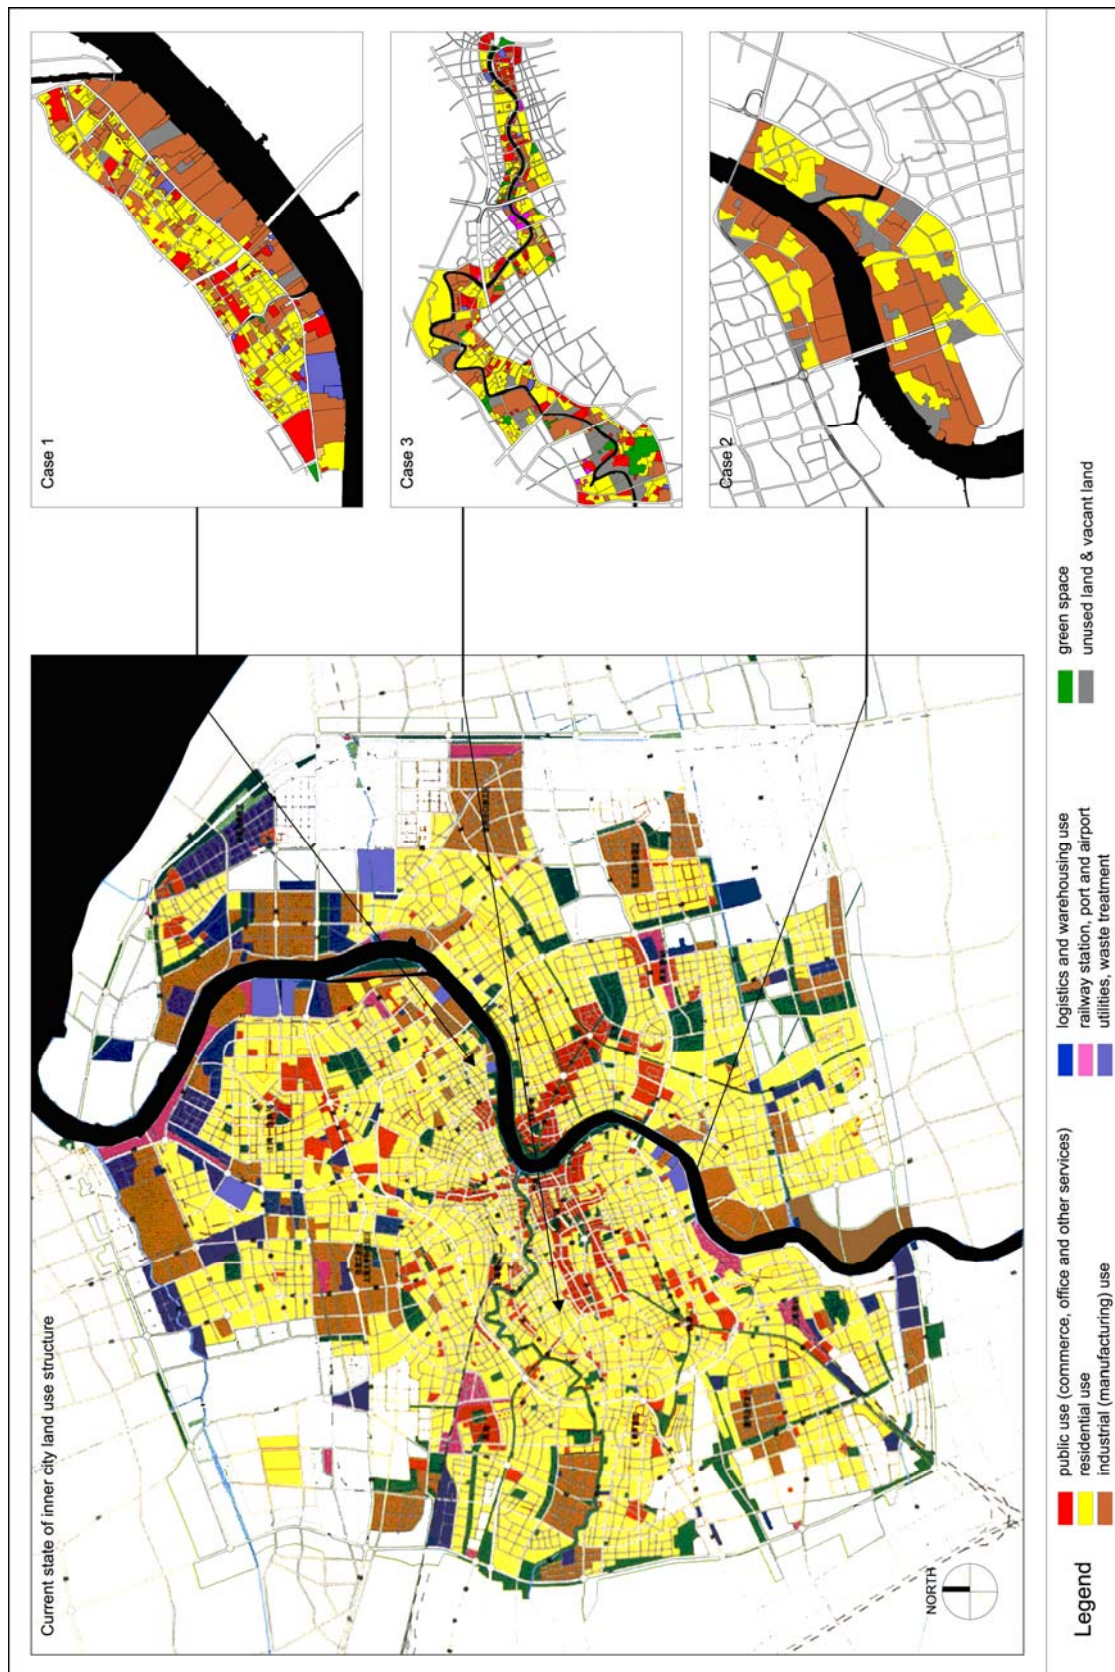 Current state of inner city land use structure
Case 1
Case 3
Case 2
NORTH
Legend
public use (commerce, office and other services)
residential use
industrial (manufacturing) use
logistics and warehousing use
railway station, port and airport
utilities, waste treatment
green space
unused land & vacant land